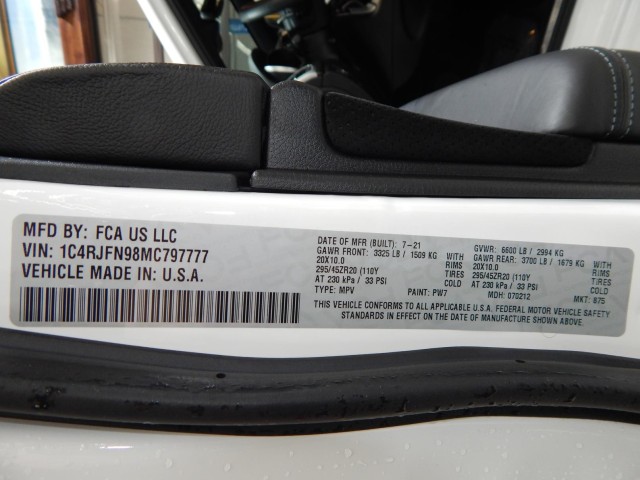 MFD BY: FCA US LLC
VIN: 1C4RJFN98MC797777
VEHICLE MADE IN: U.S.A.
DATE OF MFR (BUILT): 7-21 GVWR: 6600 LB / 2994 KG
GAWR FRONT: 3325 LB / 1509 KG WITH GAWR REAR: 3700 LB / 1679 KG WITH
20X10.0 RIMS 20X10.0 RIMS
295/45ZR20 (110Y TIRES 295/45ZR20 (110Y TIRES
AT 230 kPa / 33 PSI COLD AT 230 kPa / 33 PSI COLD
TYPE: MPV PAINT: PW7 MDH: 070212 MKT: 875
THIS VEHICLE CONFORMS TO ALL APPLICABLE U.S.A. FEDERAL MOTOR VEHICLE SAFETY
STANDARDS IN EFFECT ON THE DATE OF MANUFACTURE SHOWN ABOVE.